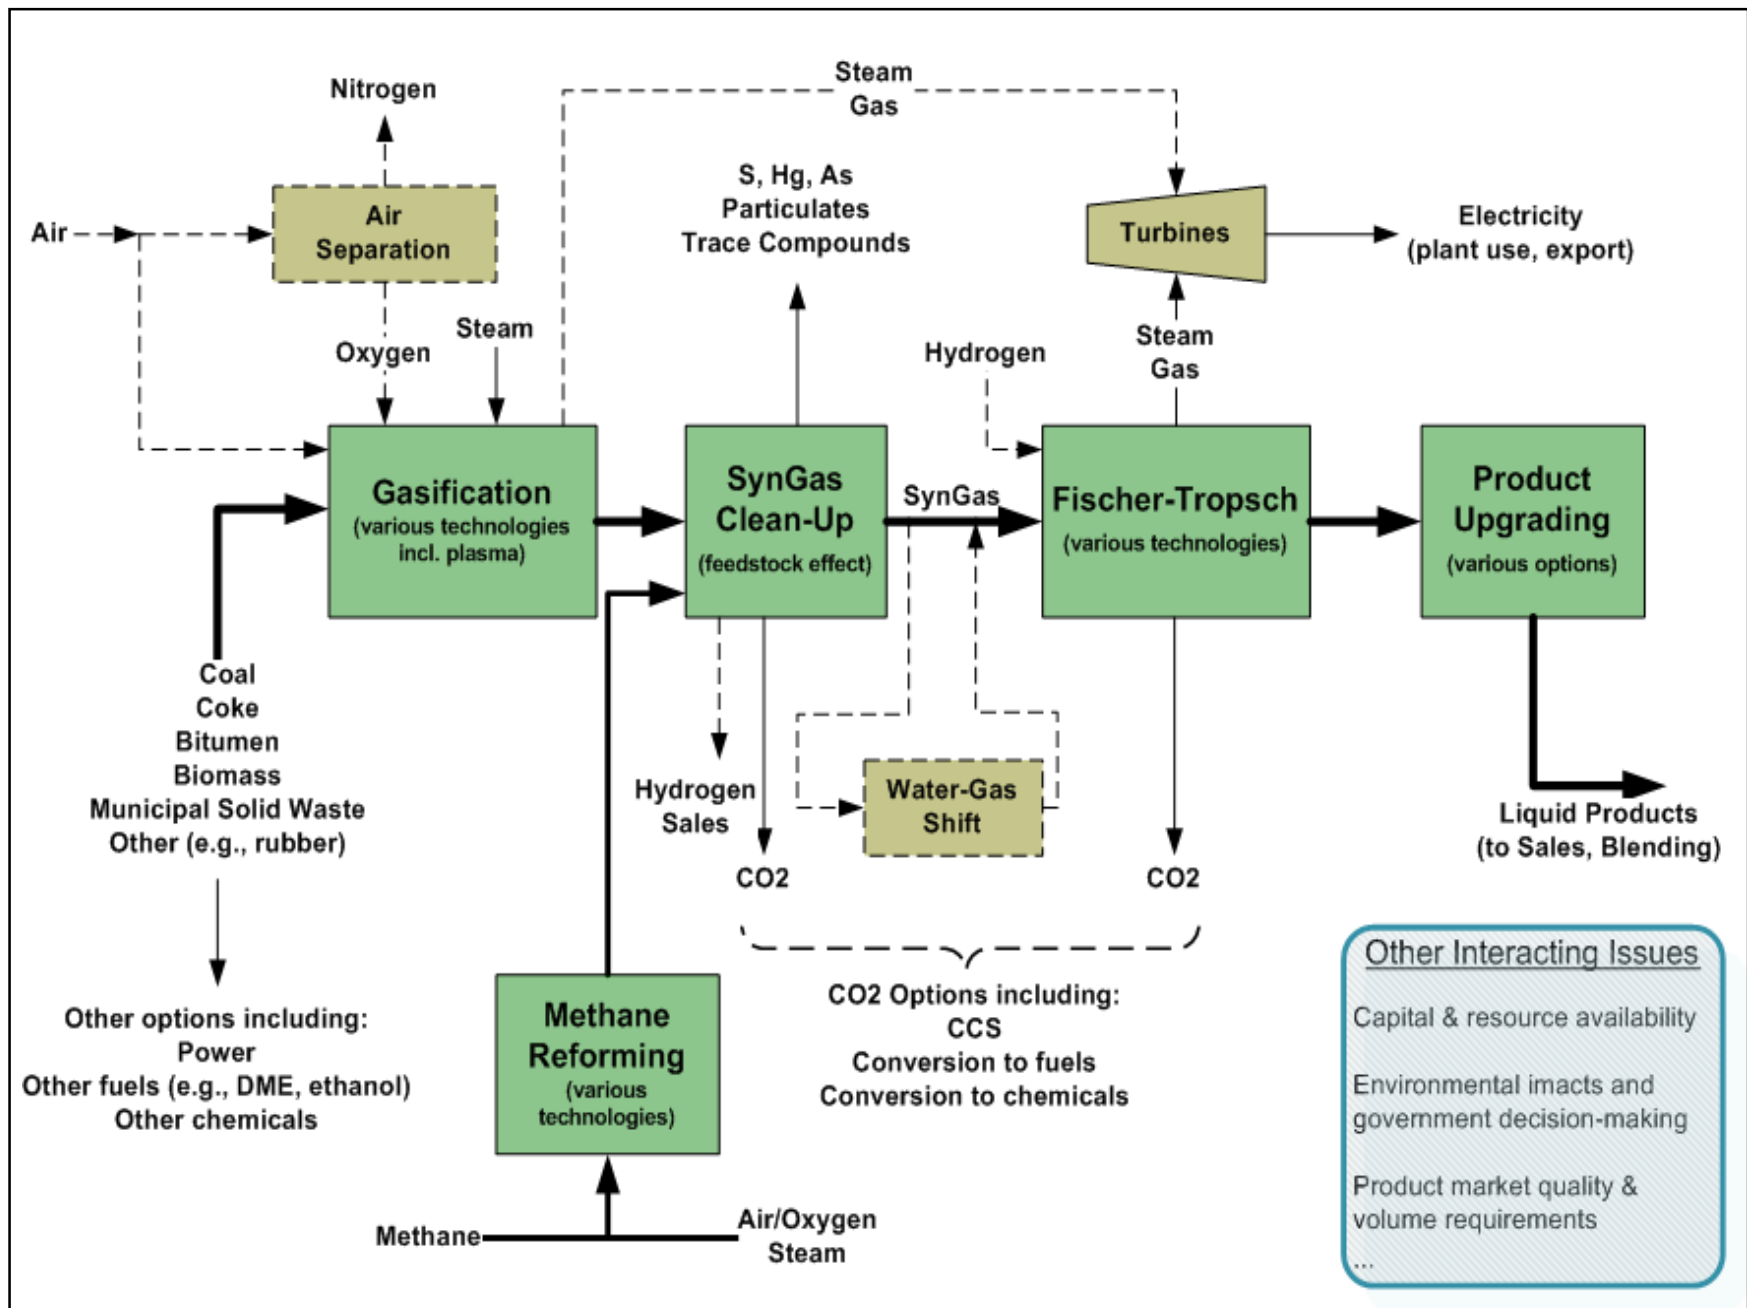 Nitrogen
Steam
Gas
Air
Air
Separation
S, Hg, As
Particulates
Trace Compounds
Turbines
Electricity
(plant use, export)
Oxygen
Steam
Hydrogen
Steam
Gas
Gasification
(various technologies
incl. plasma)
SynGas
Clean-Up
(feedstock effect)
SynGas
Fischer-Tropsch
(various technologies)
Product
Upgrading
(various options)
Coal
Coke
Bitumen
Biomass
Municipal Solid Waste
Other (e.g., rubber)
Hydrogen
Sales
Water-Gas
Shift
Liquid Products
(to Sales, Blending)
CO2
CO2
Other options including:
Power
Other fuels (e.g., DME, ethanol)
Other chemicals
Methane
Reforming
(various
technologies)
CO2 Options including:
CCS
Conversion to fuels
Conversion to chemicals
Methane
Air/Oxygen
Steam
Other Interacting Issues
Capital & resource availability
Environmental imacts and
government decision-making
Product market quality &
volume requirements
...